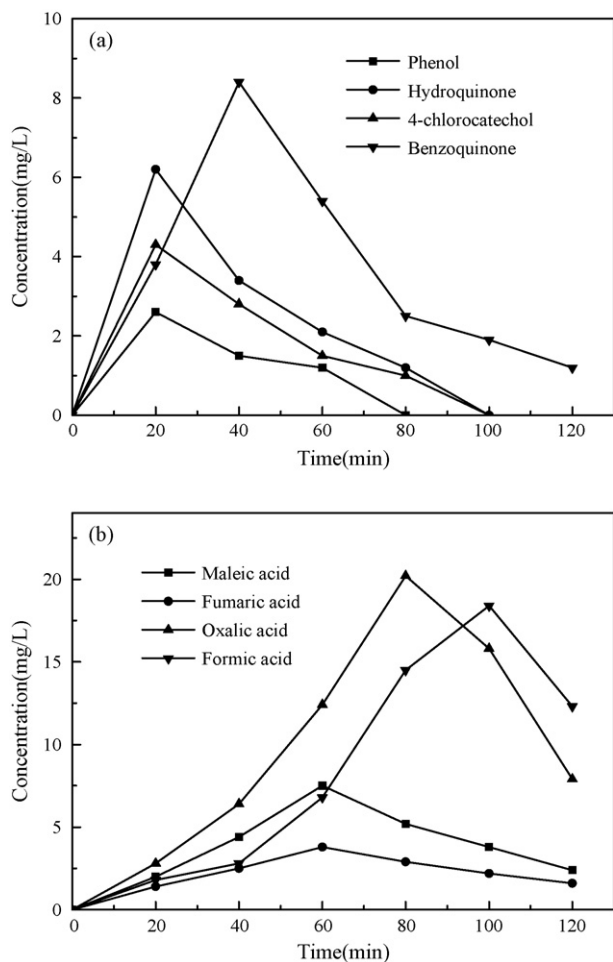 (a)
Phenol
Hydroquinone
4-chlorocatechol
Benzoquinone
Concentration(mg/L)
10
8
6
4
2
0
0 20 40 60 80 100 120
Time(min)
(b)
Maleic acid
Fumaric acid
Oxalic acid
Formic acid
Concentration(mg/L)
20
15
10
5
0
0 20 40 60 80 100 120
Time(min)